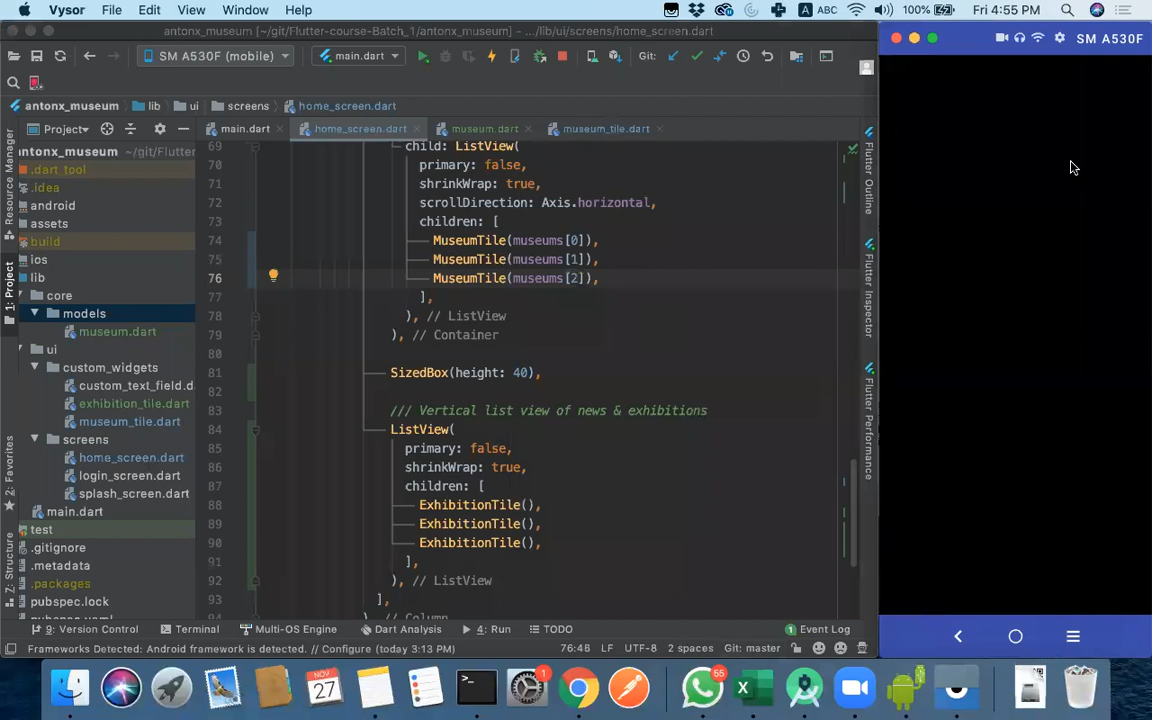 Vysor File Edit View Window Help A ABC 100% Fri 4:55 PM
antonx_museum [~/git/Flutter-course-Batch_1/antonx_museum] - .../lib/ui/screens/home_screen.dart
SM A530F
SM A530F (mobile) main.dart Git:
antonx_museum lib ui screens home_screen.dart
Project main.dart home_screen.dart museum.dart museum_tile.dart
antonx_museum ~/git/Flutter
.dart_tool
.idea
android
assets
build
ios
lib
core
models
museum.dart
ui
custom_widgets
custom_text_field.da
exhibition_tile.dart
museum_tile.dart
screens
home_screen.dart
login_screen.dart
splash_screen.dart
main.dart
test
.gitignore
.metadata
.packages
pubspec.lock
pubspec.yaml
Resource Manager
1: Project
2: Favorites
Z: Structure
69 child: ListView(
70 primary: false,
71 shrinkWrap: true,
72 scrollDirection: Axis.horizontal,
73 children: [
74 MuseumTile(museums[0]),
75 MuseumTile(museums[1]),
76 MuseumTile(museums[2]),
77 ],
78 ), // ListView
79 ), // Container
80
81 SizedBox(height: 40),
82
83 /// Vertical list view of news & exhibitions
84 ListView(
85 primary: false,
86 shrinkWrap: true,
87 children: [
88 ExhibitionTile(),
89 ExhibitionTile(),
90 ExhibitionTile(),
91 ],
92 ), // ListView
93 ],
94 ) // Column
Flutter Outline
Flutter Inspector
Flutter Performance
9: Version Control Terminal Multi-OS Engine Dart Analysis 4: Run TODO Event Log
Frameworks Detected: Android framework is detected. // Configure (today 3:13 PM) 76:48 LF UTF-8 2 spaces Git: master
NOV
27
1
55